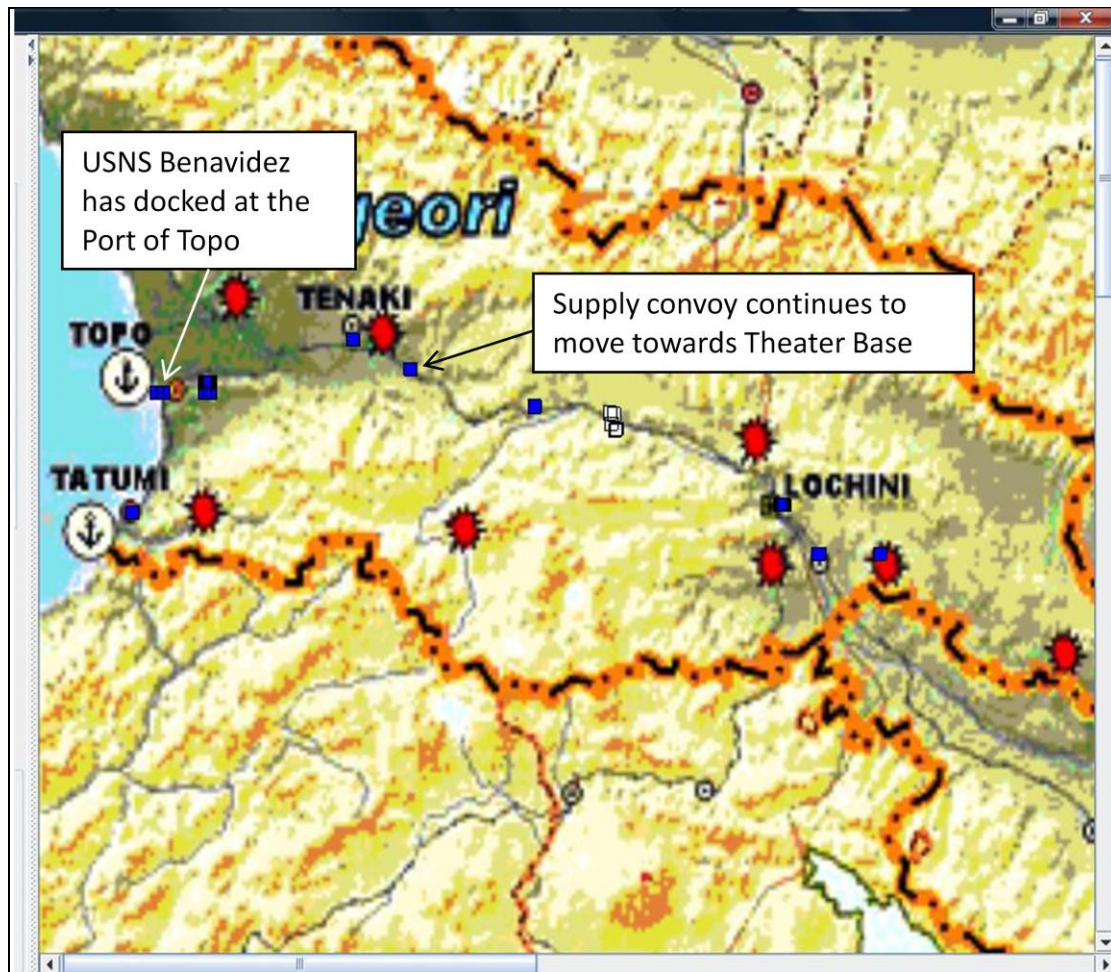 USNS Benavidez
has docked at the
Port of Topo
geori
TENAKI
Supply convoy continues to
move towards Theater Base
TOPO
TATUMI
LOCHINI